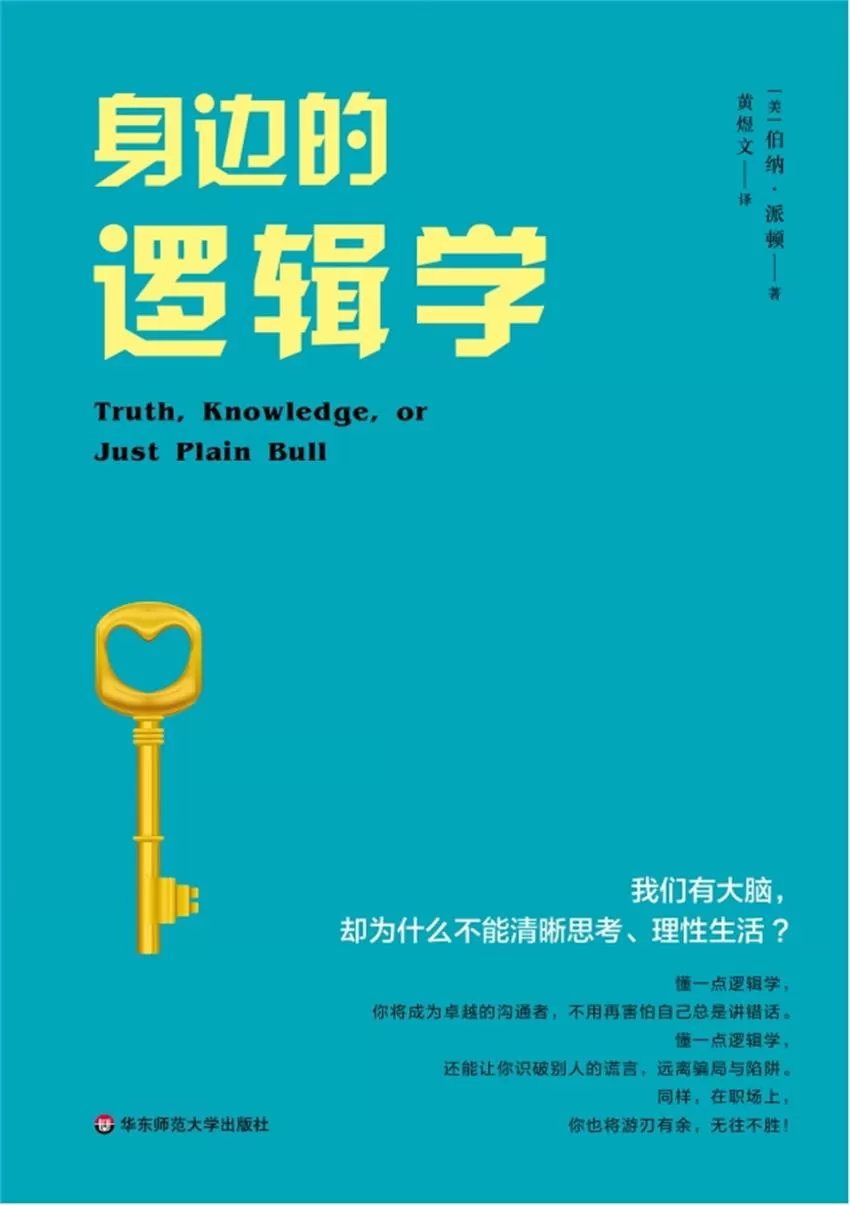 身边的
逻辑学
Truth, Knowledge, or
Just Plain Bull
[美]伯纳·派顿——著
黄煜文——译
我们有大脑，
却为什么不能清晰思考、理性生活？
懂一点逻辑学，
你将成为卓越的沟通者，不用再害怕自己总是讲错话。
懂一点逻辑学，
还能让你识破别人的谎言，远离骗局与陷阱。
同样，在职场上，
你也将游刃有余，无往不胜！
华东师范大学出版社